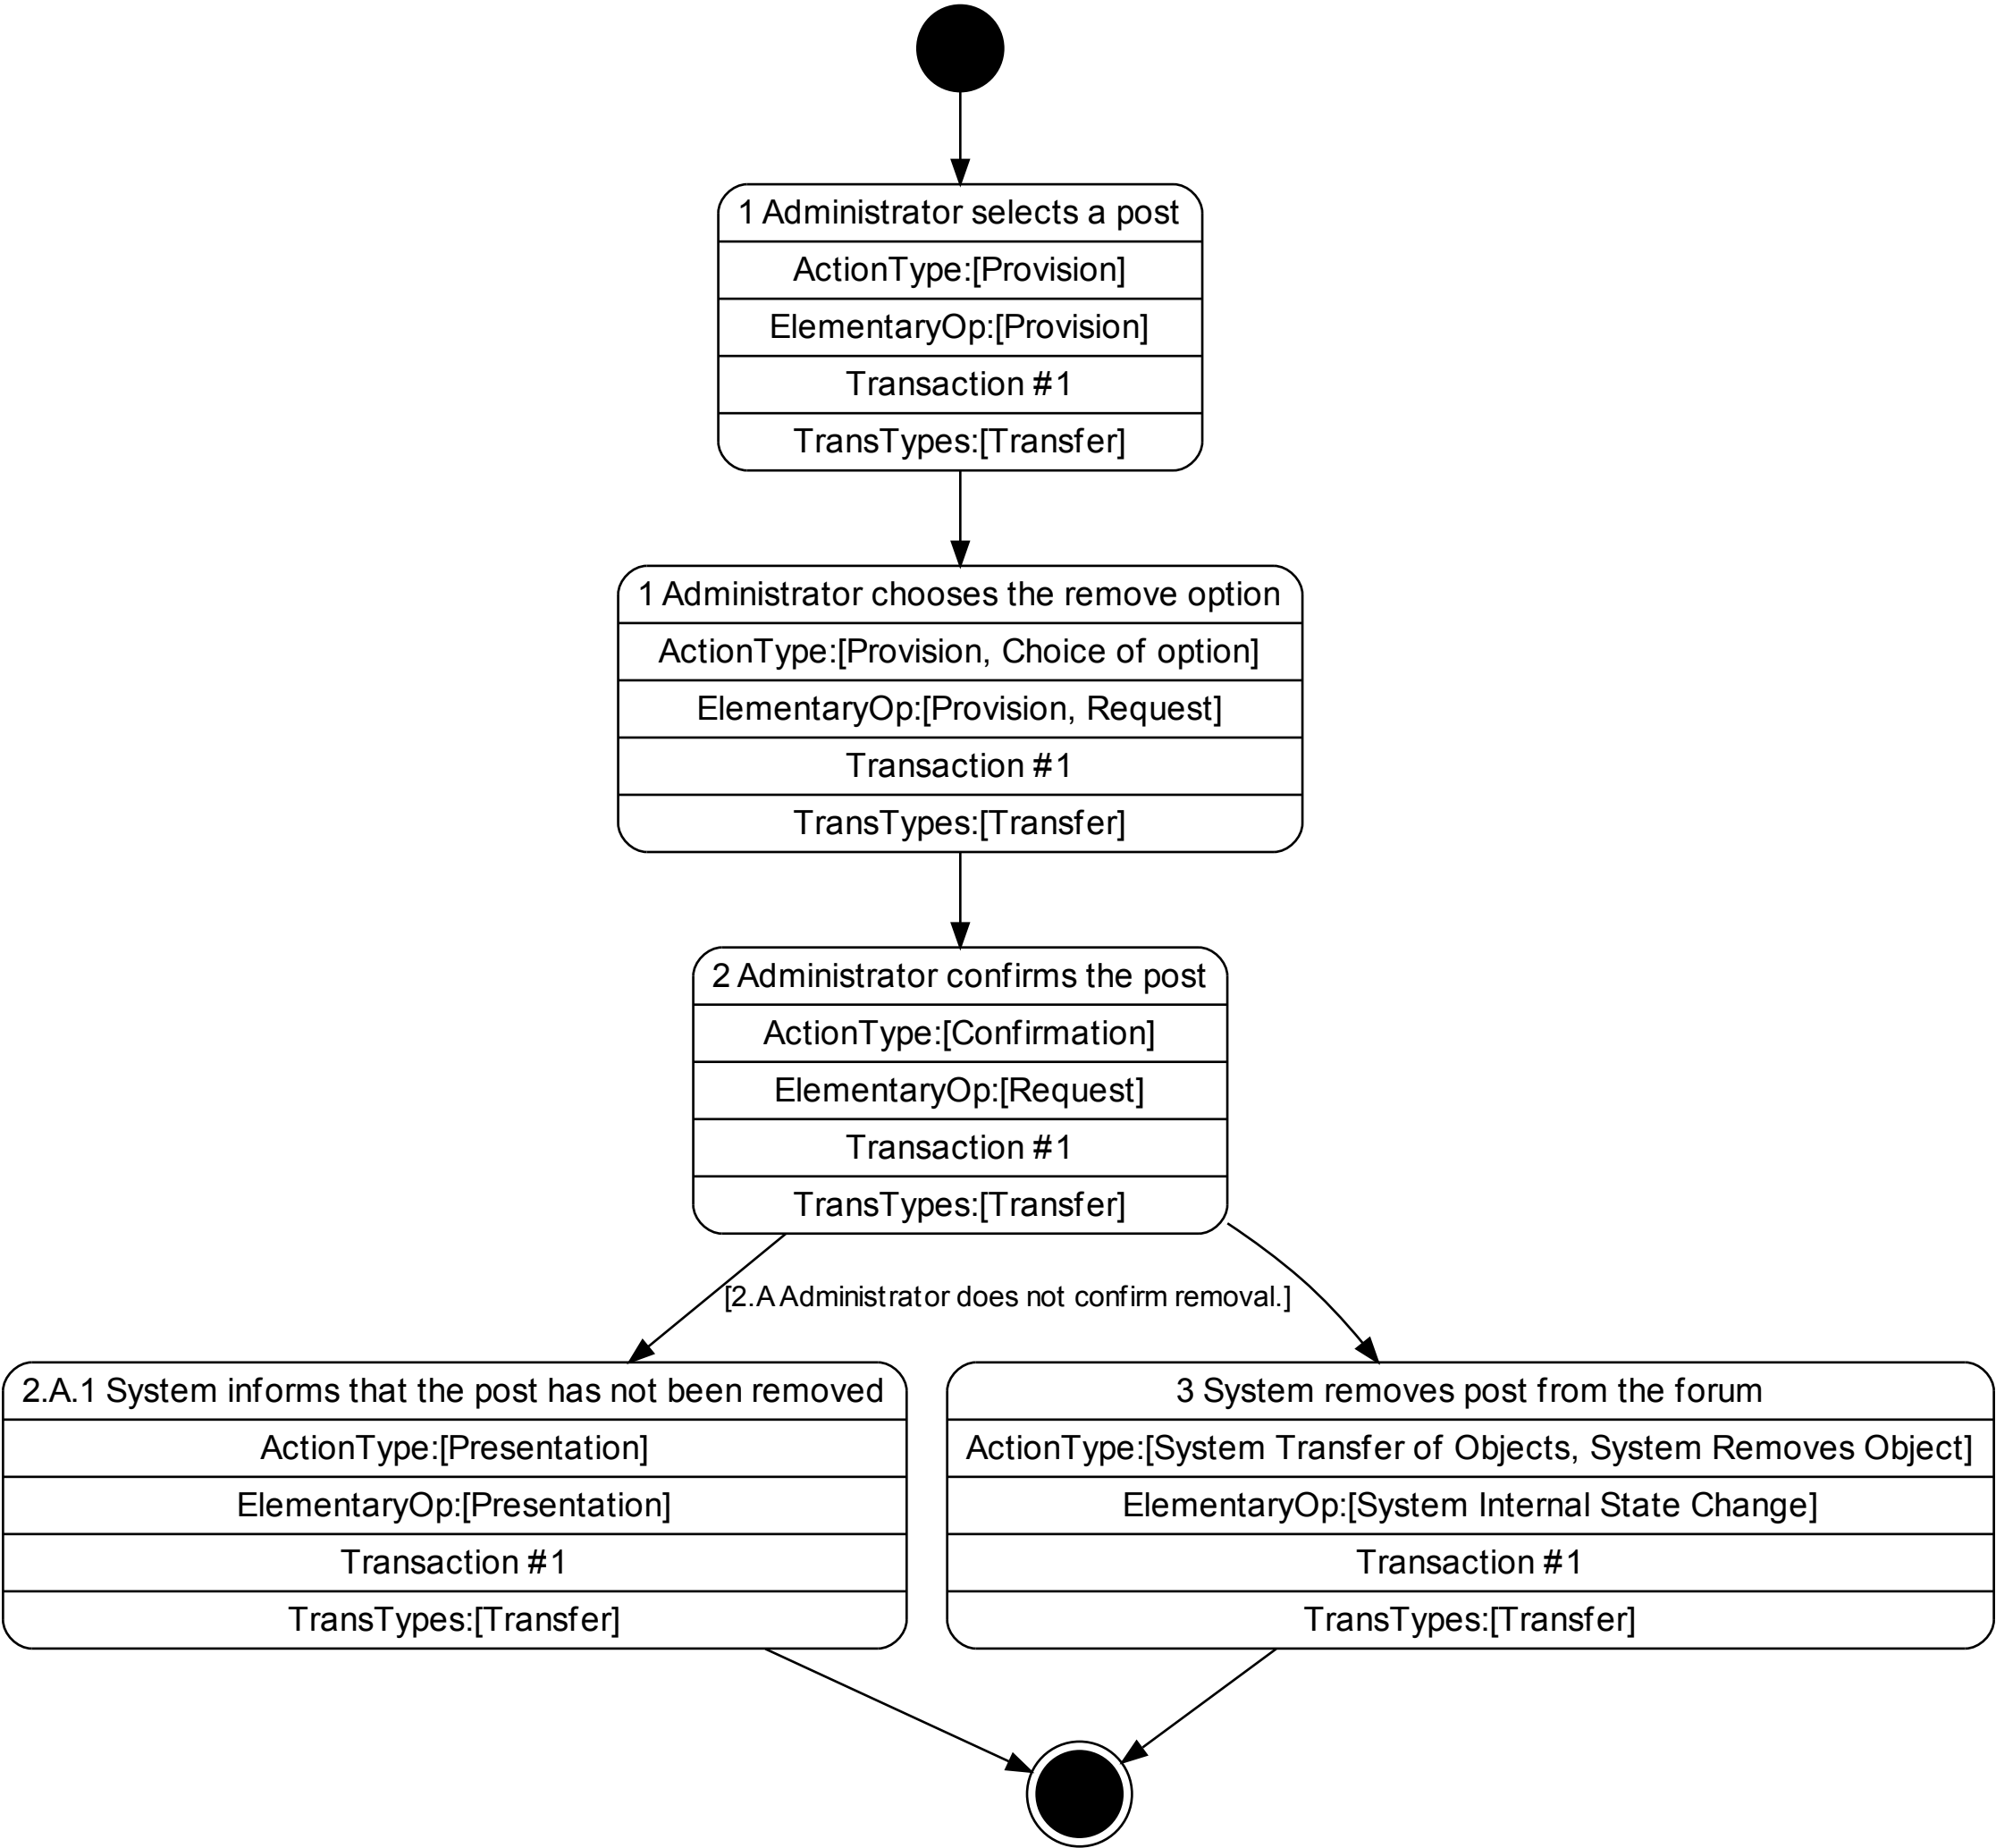 1 Administrator selects a post
ActionType:[Provision]
ElementaryOp:[Provision]
Transaction #1
TransTypes:[Transfer]
1 Administrator chooses the remove option
ActionType:[Provision, Choice of option]
ElementaryOp:[Provision, Request]
Transaction #1
TransTypes:[Transfer]
2 Administrator confirms the post
ActionType:[Confirmation]
ElementaryOp:[Request]
Transaction #1
TransTypes:[Transfer]
[2.A Administrator does not confirm removal.]
2.A.1 System informs that the post has not been removed
ActionType:[Presentation]
ElementaryOp:[Presentation]
Transaction #1
TransTypes:[Transfer]
3 System removes post from the forum
ActionType:[System Transfer of Objects, System Removes Object]
ElementaryOp:[System Internal State Change]
Transaction #1
TransTypes:[Transfer]